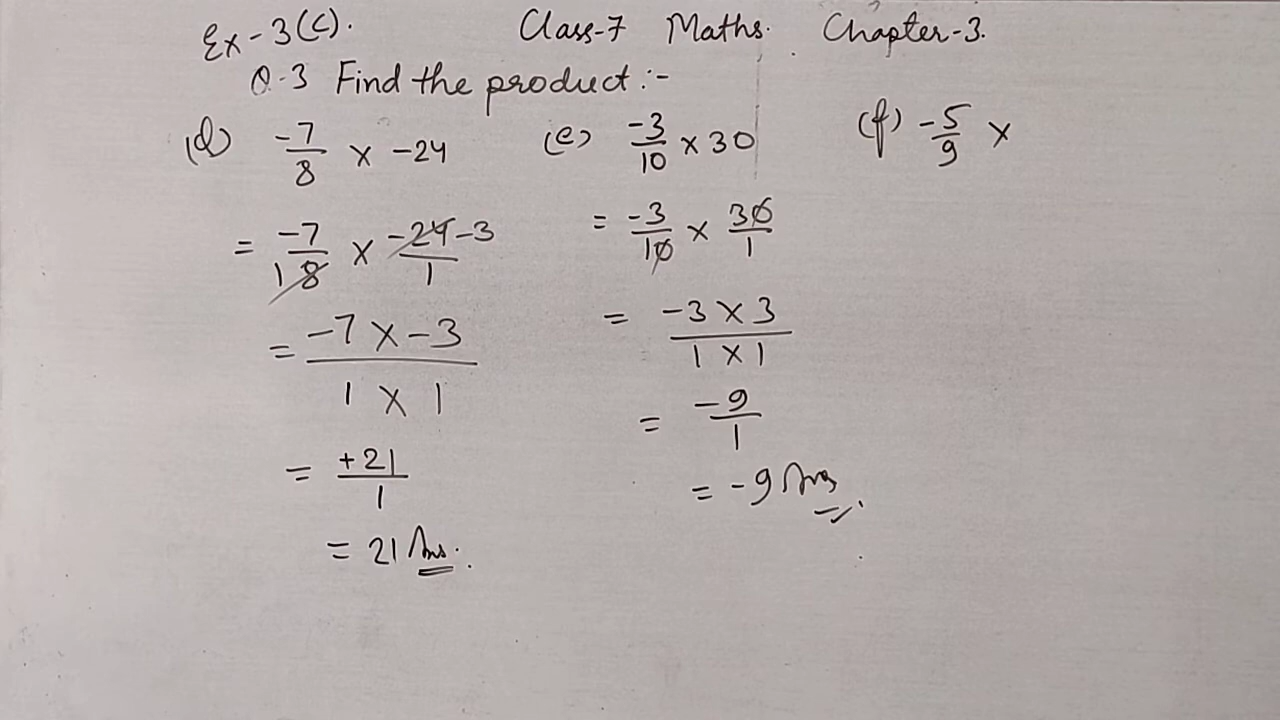 Ex-3(c). Class-7 Maths. Chapter-3.
Q.3 Find the product :-
(d) -7/8 x -24
= -7/1 8 x -24 -3/1
= -7 x -3/1 x 1
= +21/1
= 21 Ans.
(e) -3/10 x 30
= -3/10 x 30/1
= -3 x 3/1 x 1
= -9/1
= -9 Ans.
(f) -5/9 x